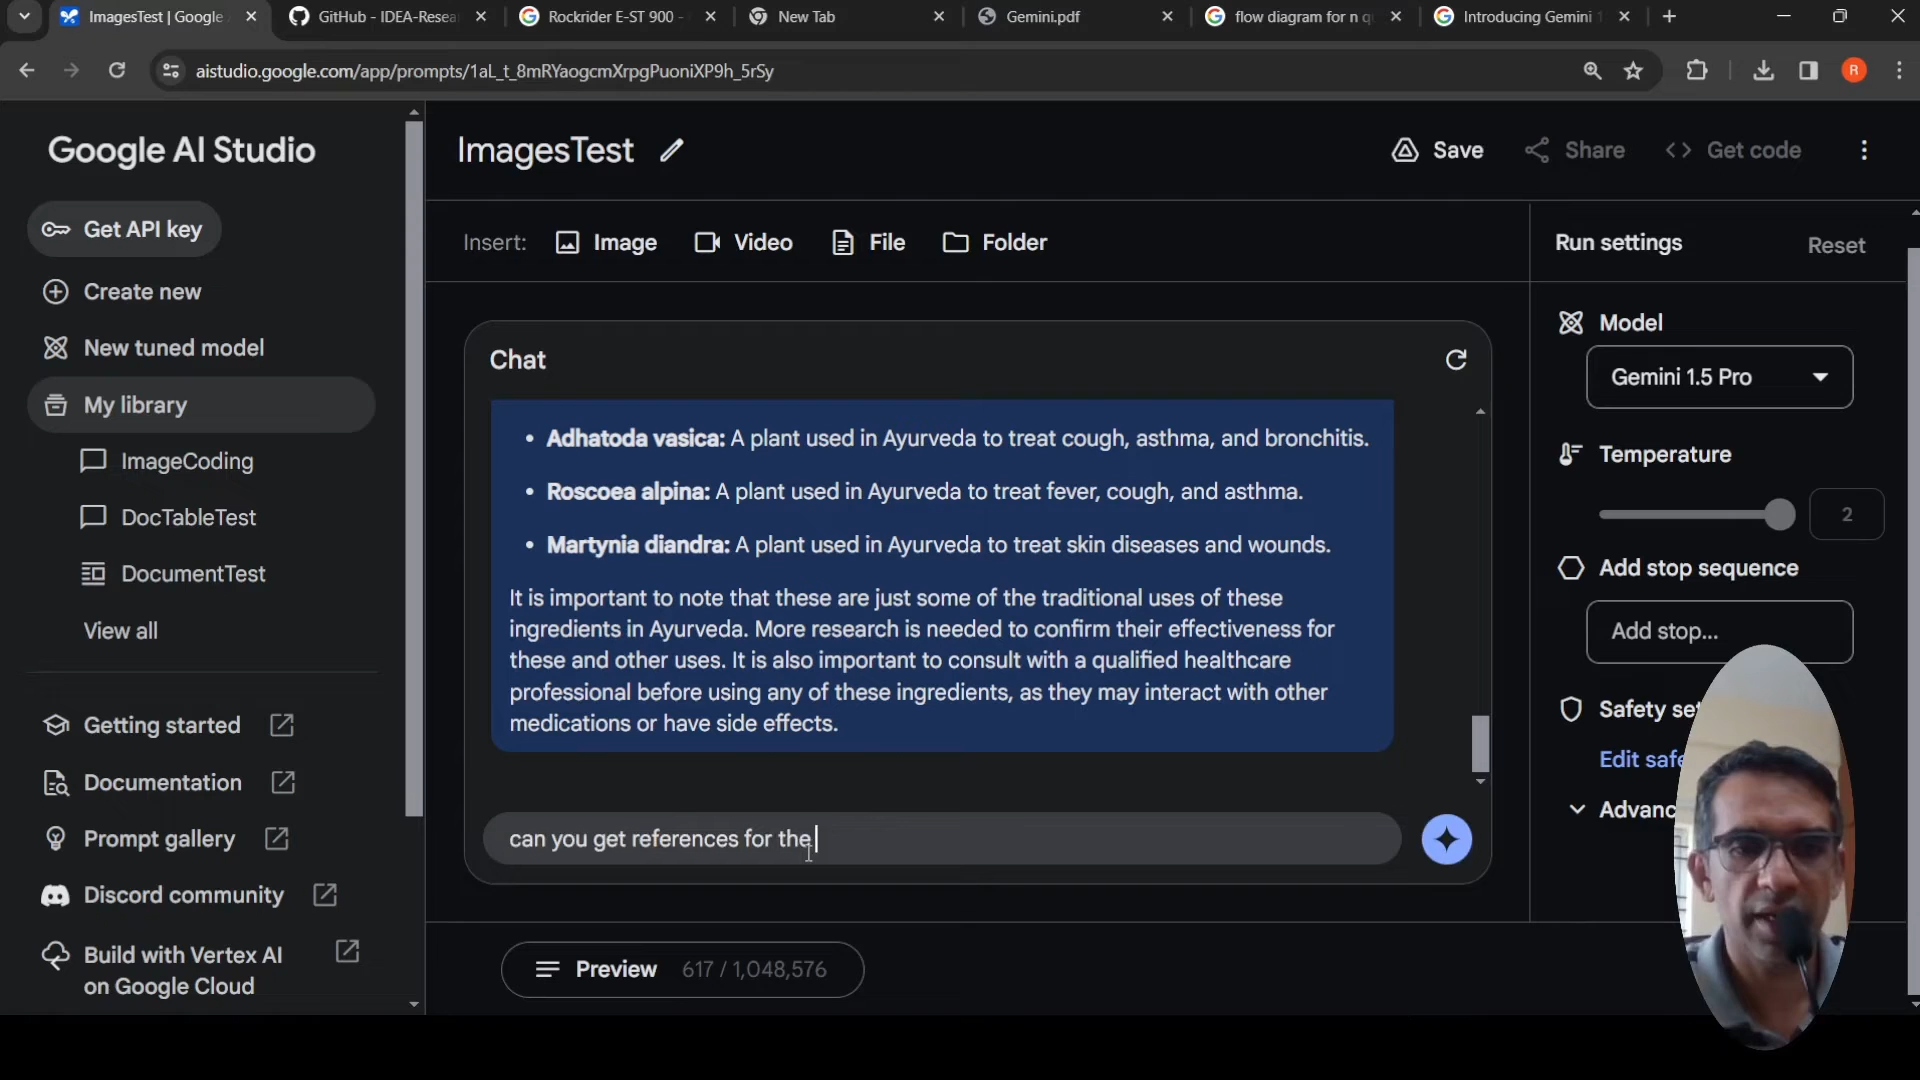 ImagesTest | Google
GitHub - IDEA-Resea
Rockrider E-ST 900 -
New Tab
Gemini.pdf
flow diagram for n q
Introducing Gemini 1
aistudio.google.com/app/prompts/1aL_t_8mRYaogcmXrpgPuoniXP9h_5rSy
R
Google AI Studio
Get API key
Create new
New tuned model
My library
ImageCoding
DocTableTest
DocumentTest
View all
Getting started
Documentation
Prompt gallery
Discord community
Build with Vertex AI
on Google Cloud
ImagesTest
Save
Share
Get code
Insert:
Image
Video
File
Folder
Chat
• Adhatoda vasica: A plant used in Ayurveda to treat cough, asthma, and bronchitis.
• Roscoea alpina: A plant used in Ayurveda to treat fever, cough, and asthma.
• Martynia diandra: A plant used in Ayurveda to treat skin diseases and wounds.
It is important to note that these are just some of the traditional uses of these
ingredients in Ayurveda. More research is needed to confirm their effectiveness for
these and other uses. It is also important to consult with a qualified healthcare
professional before using any of these ingredients, as they may interact with other
medications or have side effects.
can you get references for the
Preview 617 / 1,048,576
Run settings
Reset
Model
Gemini 1.5 Pro
Temperature
2
Add stop sequence
Add stop...
Safety set
Edit safe
Advanc